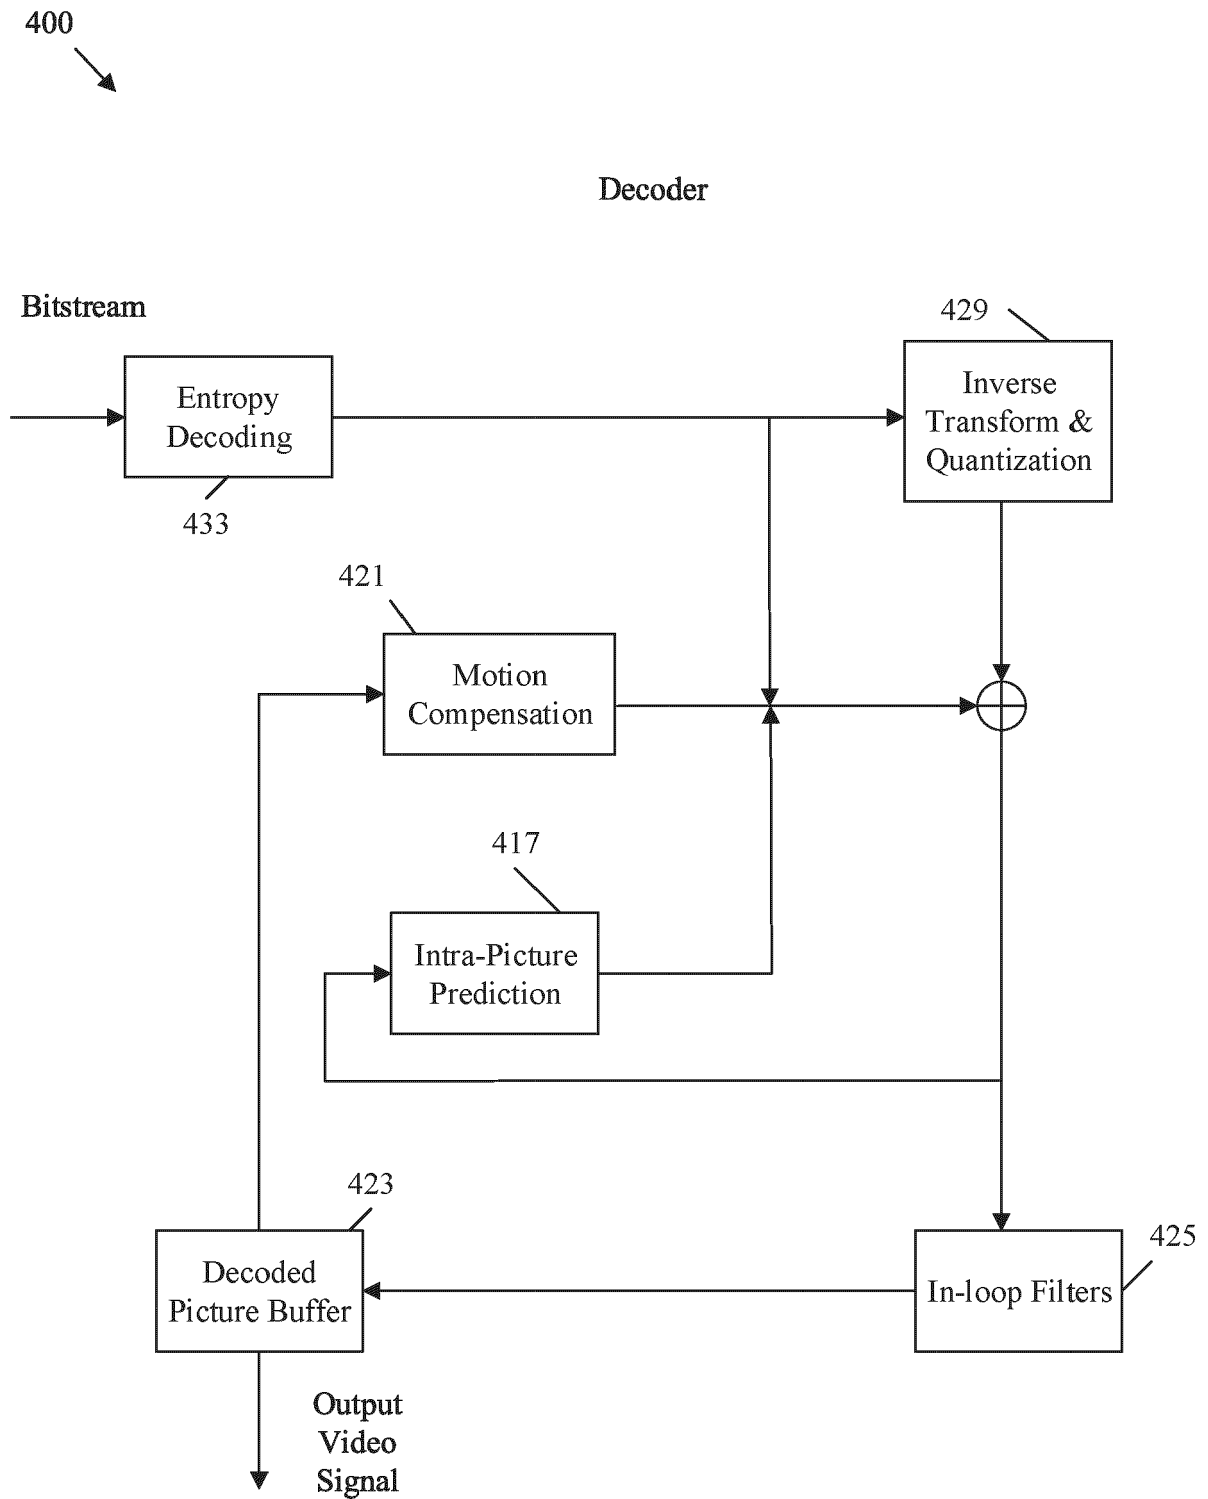 400
Decoder
Bitstream
429
Entropy
Decoding
433
Inverse
Transform &
Quantization
421
Motion
Compensation
417
Intra-Picture
Prediction
423
Decoded
Picture Buffer
425
In-loop Filters
Output
Video
Signal